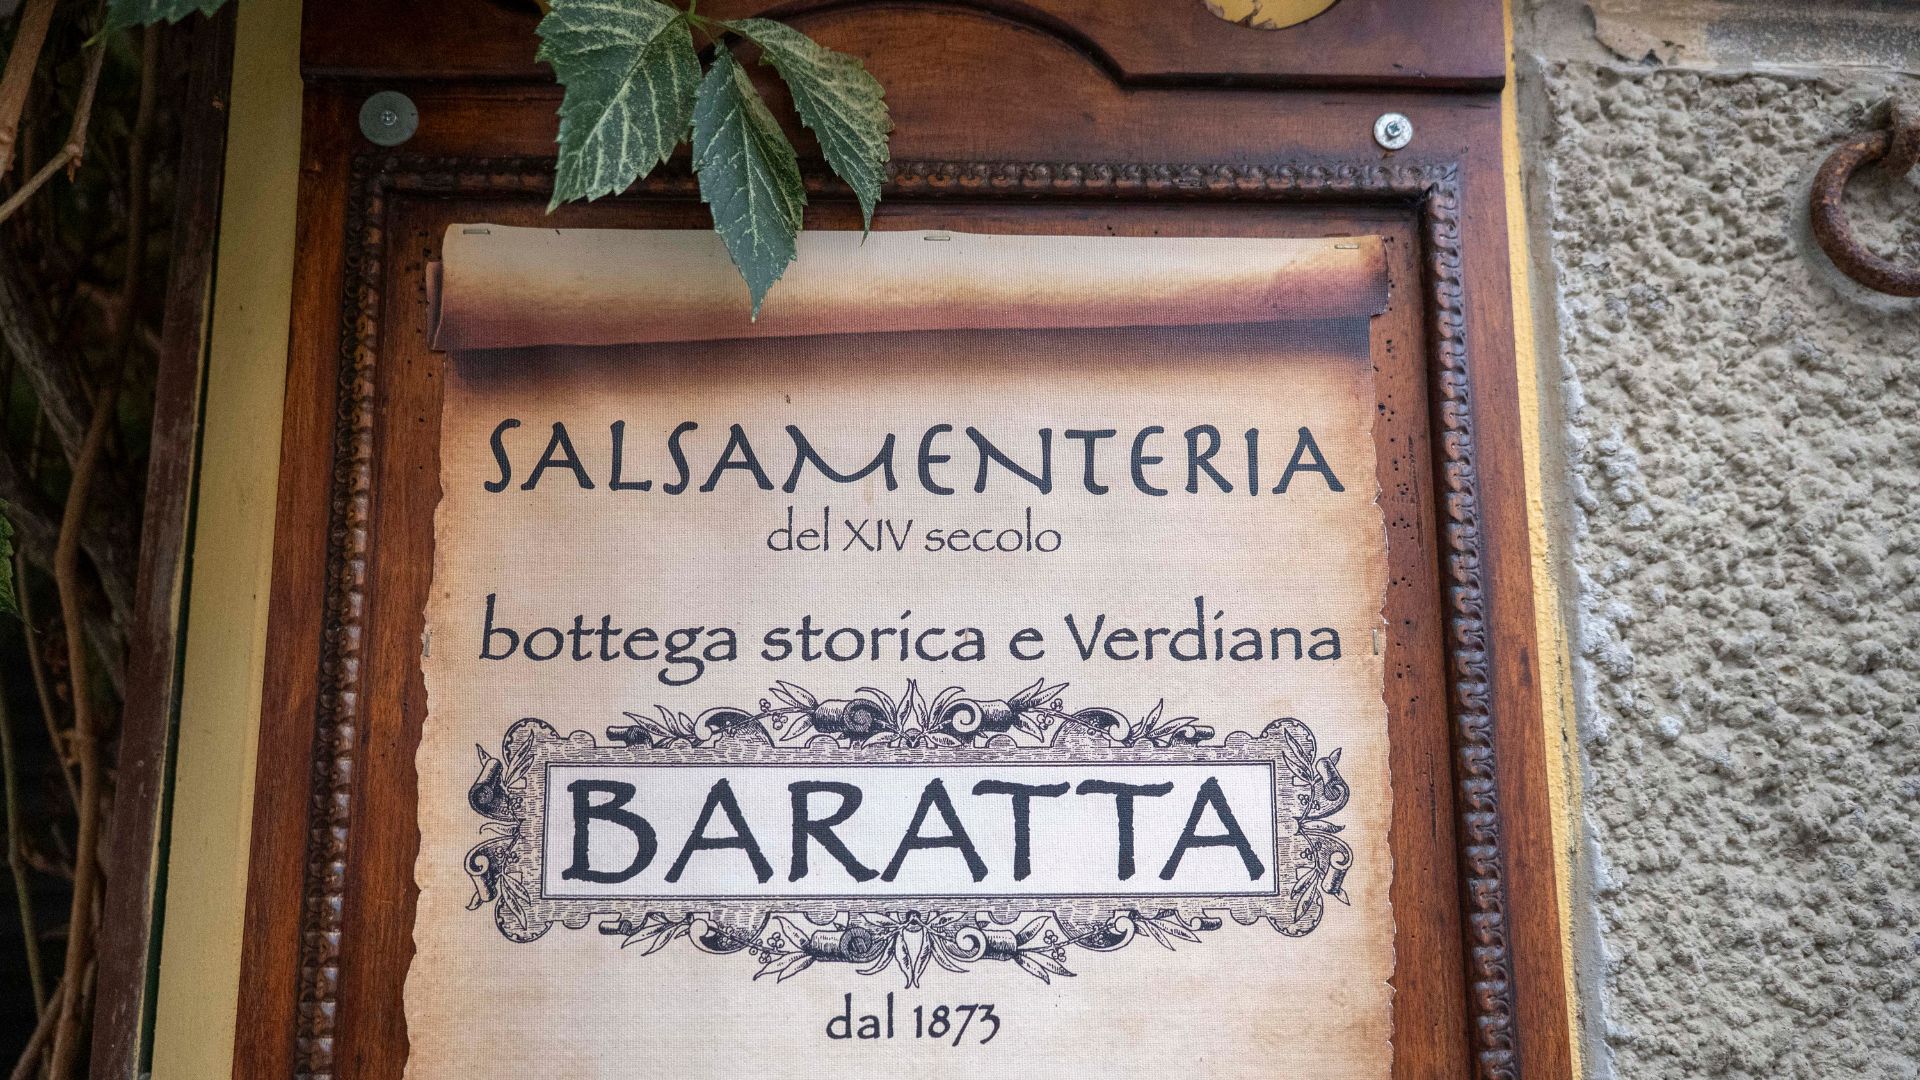 SALSAMENTERIA
del XIV secolo
bottega storica e Verdiana
BARATTA
dal 1873